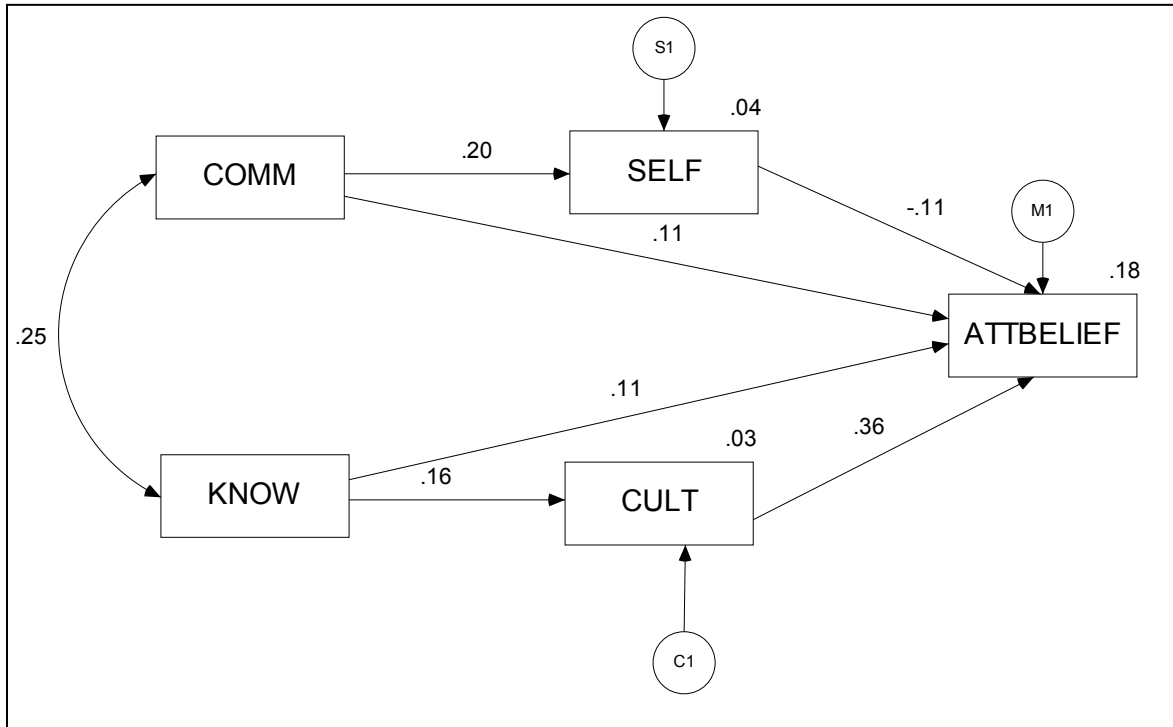 S1
.04
COMM
.20
SELF
-.11
M1
.11
.18
.25
ATTBELIEF
.11
.03
.36
KNOW
.16
CULT
C1